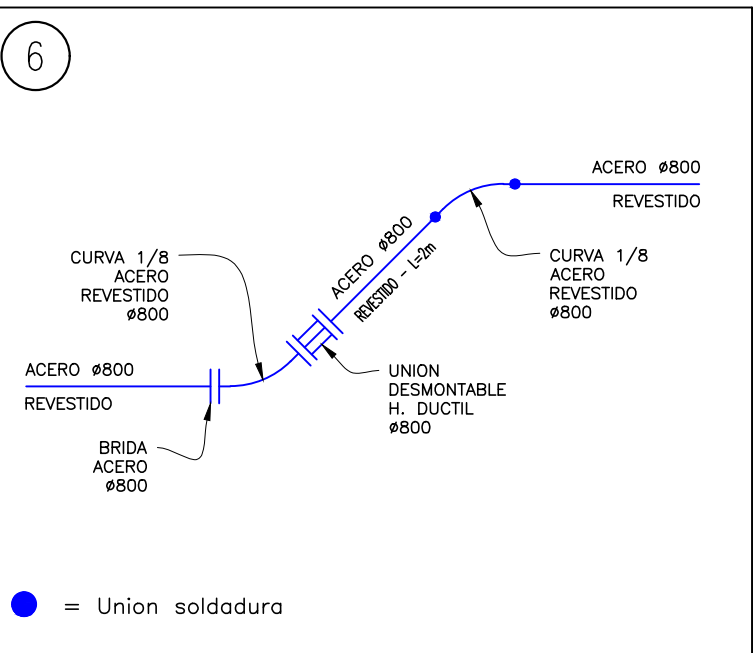 6
ACERO ø800
REVESTIDO
CURVA 1/8
ACERO
REVESTIDO
ø800
ACERO ø800
REVESTIDO - L=2m
CURVA 1/8
ACERO
REVESTIDO
ø800
ACERO ø800
REVESTIDO
UNION
DESMONTABLE
H. DUCTIL
ø800
BRIDA
ACERO
ø800
= Union soldadura